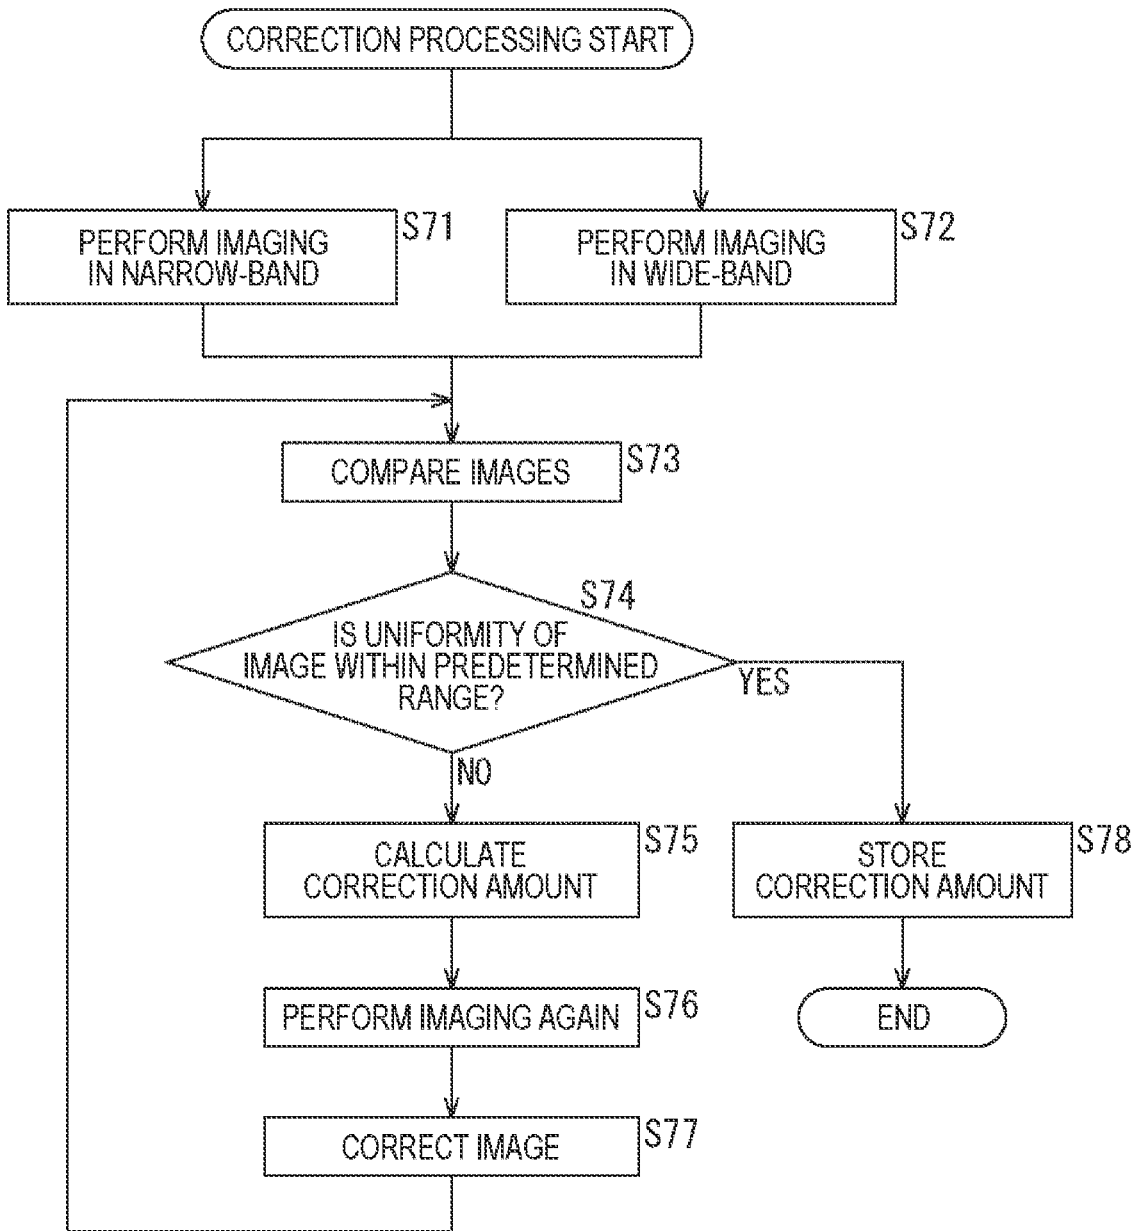 CORRECTION PROCESSING START
S71
PERFORM IMAGING
IN NARROW-BAND
S72
PERFORM IMAGING
IN WIDE-BAND
S73
COMPARE IMAGES
S74
IS UNIFORMITY OF
IMAGE WITHIN PREDETERMINED
RANGE?
YES
NO
S75
CALCULATE
CORRECTION AMOUNT
S78
STORE
CORRECTION AMOUNT
S76
PERFORM IMAGING AGAIN
END
S77
CORRECT IMAGE